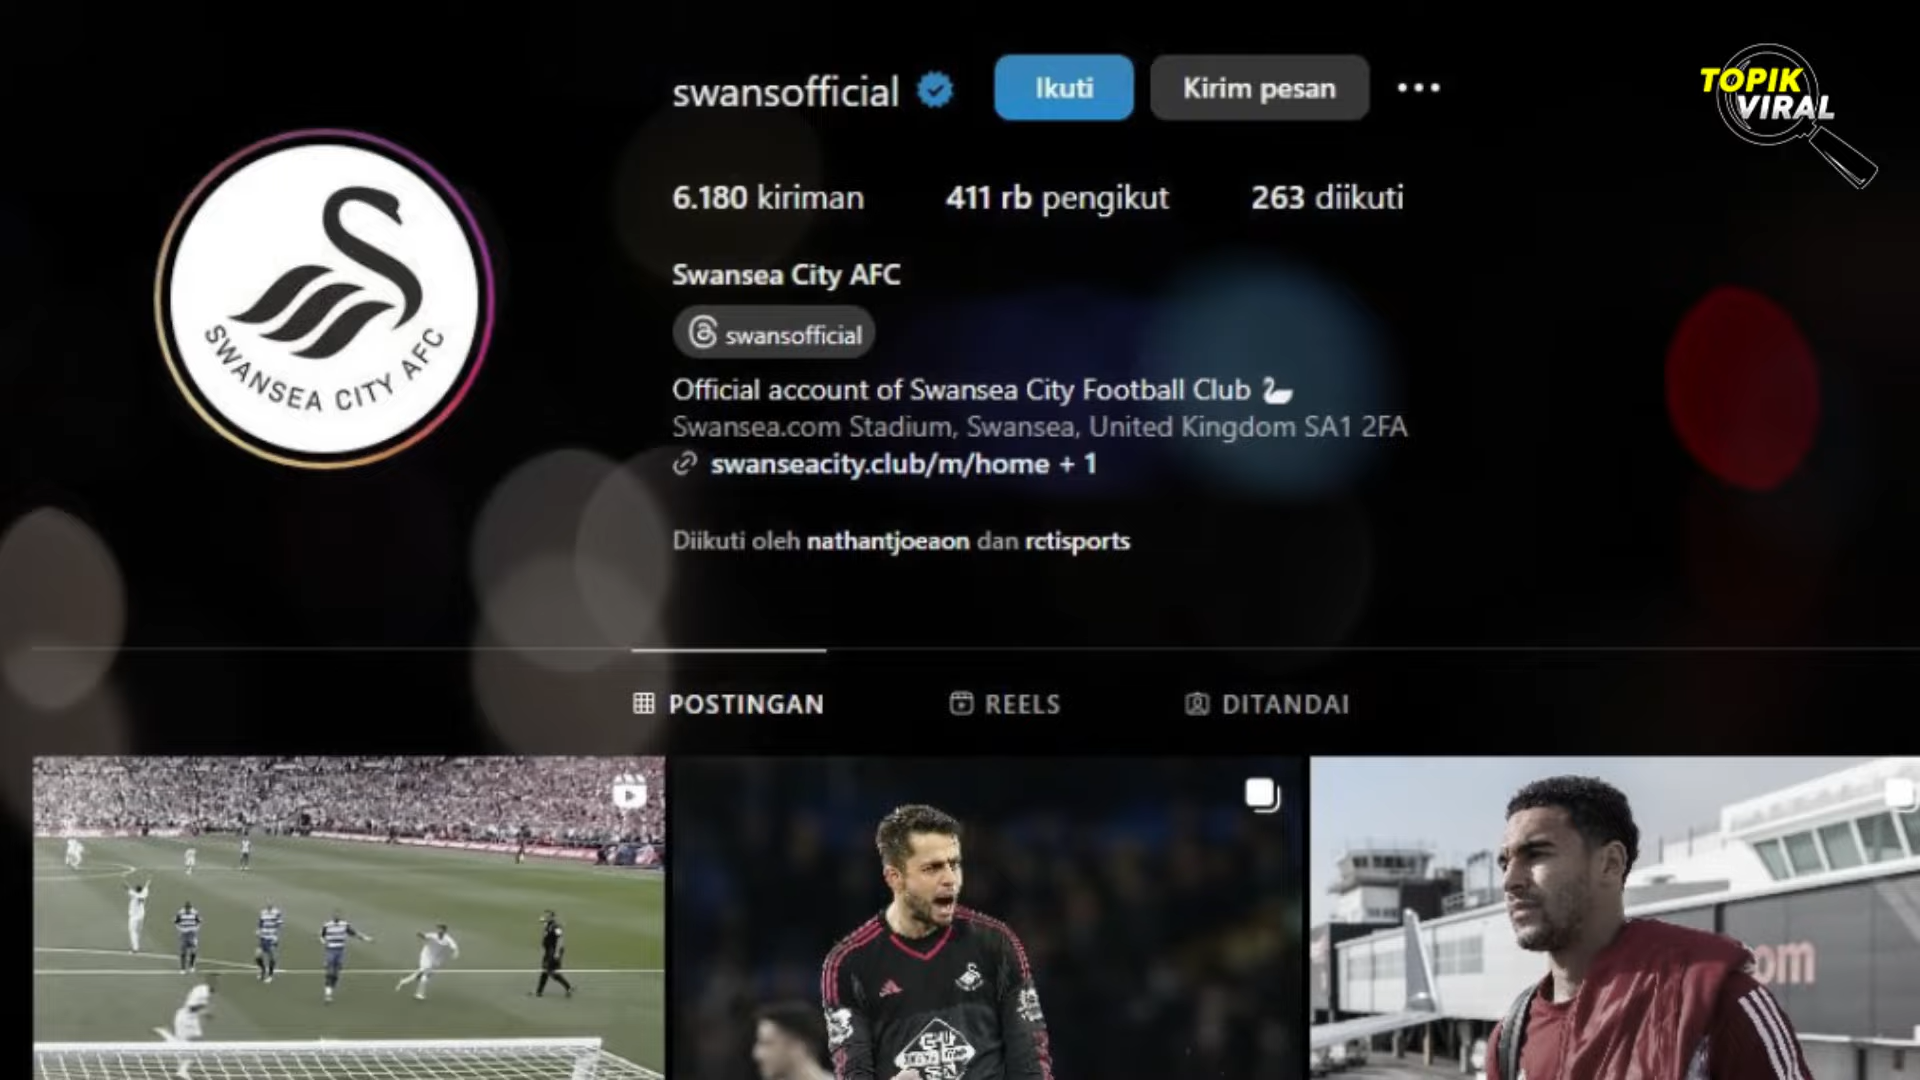 swansofficial
Ikuti
Kirim pesan
TOPIK
VIRAL
6.180 kiriman
411 rb pengikut
263 diikuti
SWANSEA CITY AFC
Swansea City AFC
swansofficial
Official account of Swansea City Football Club
Swansea.com Stadium, Swansea, United Kingdom SA1 2FA
swanseacity.club/m/home + 1
Diikuti oleh nathantjoeaon dan rctisports
POSTINGAN
REELS
DITANDAI